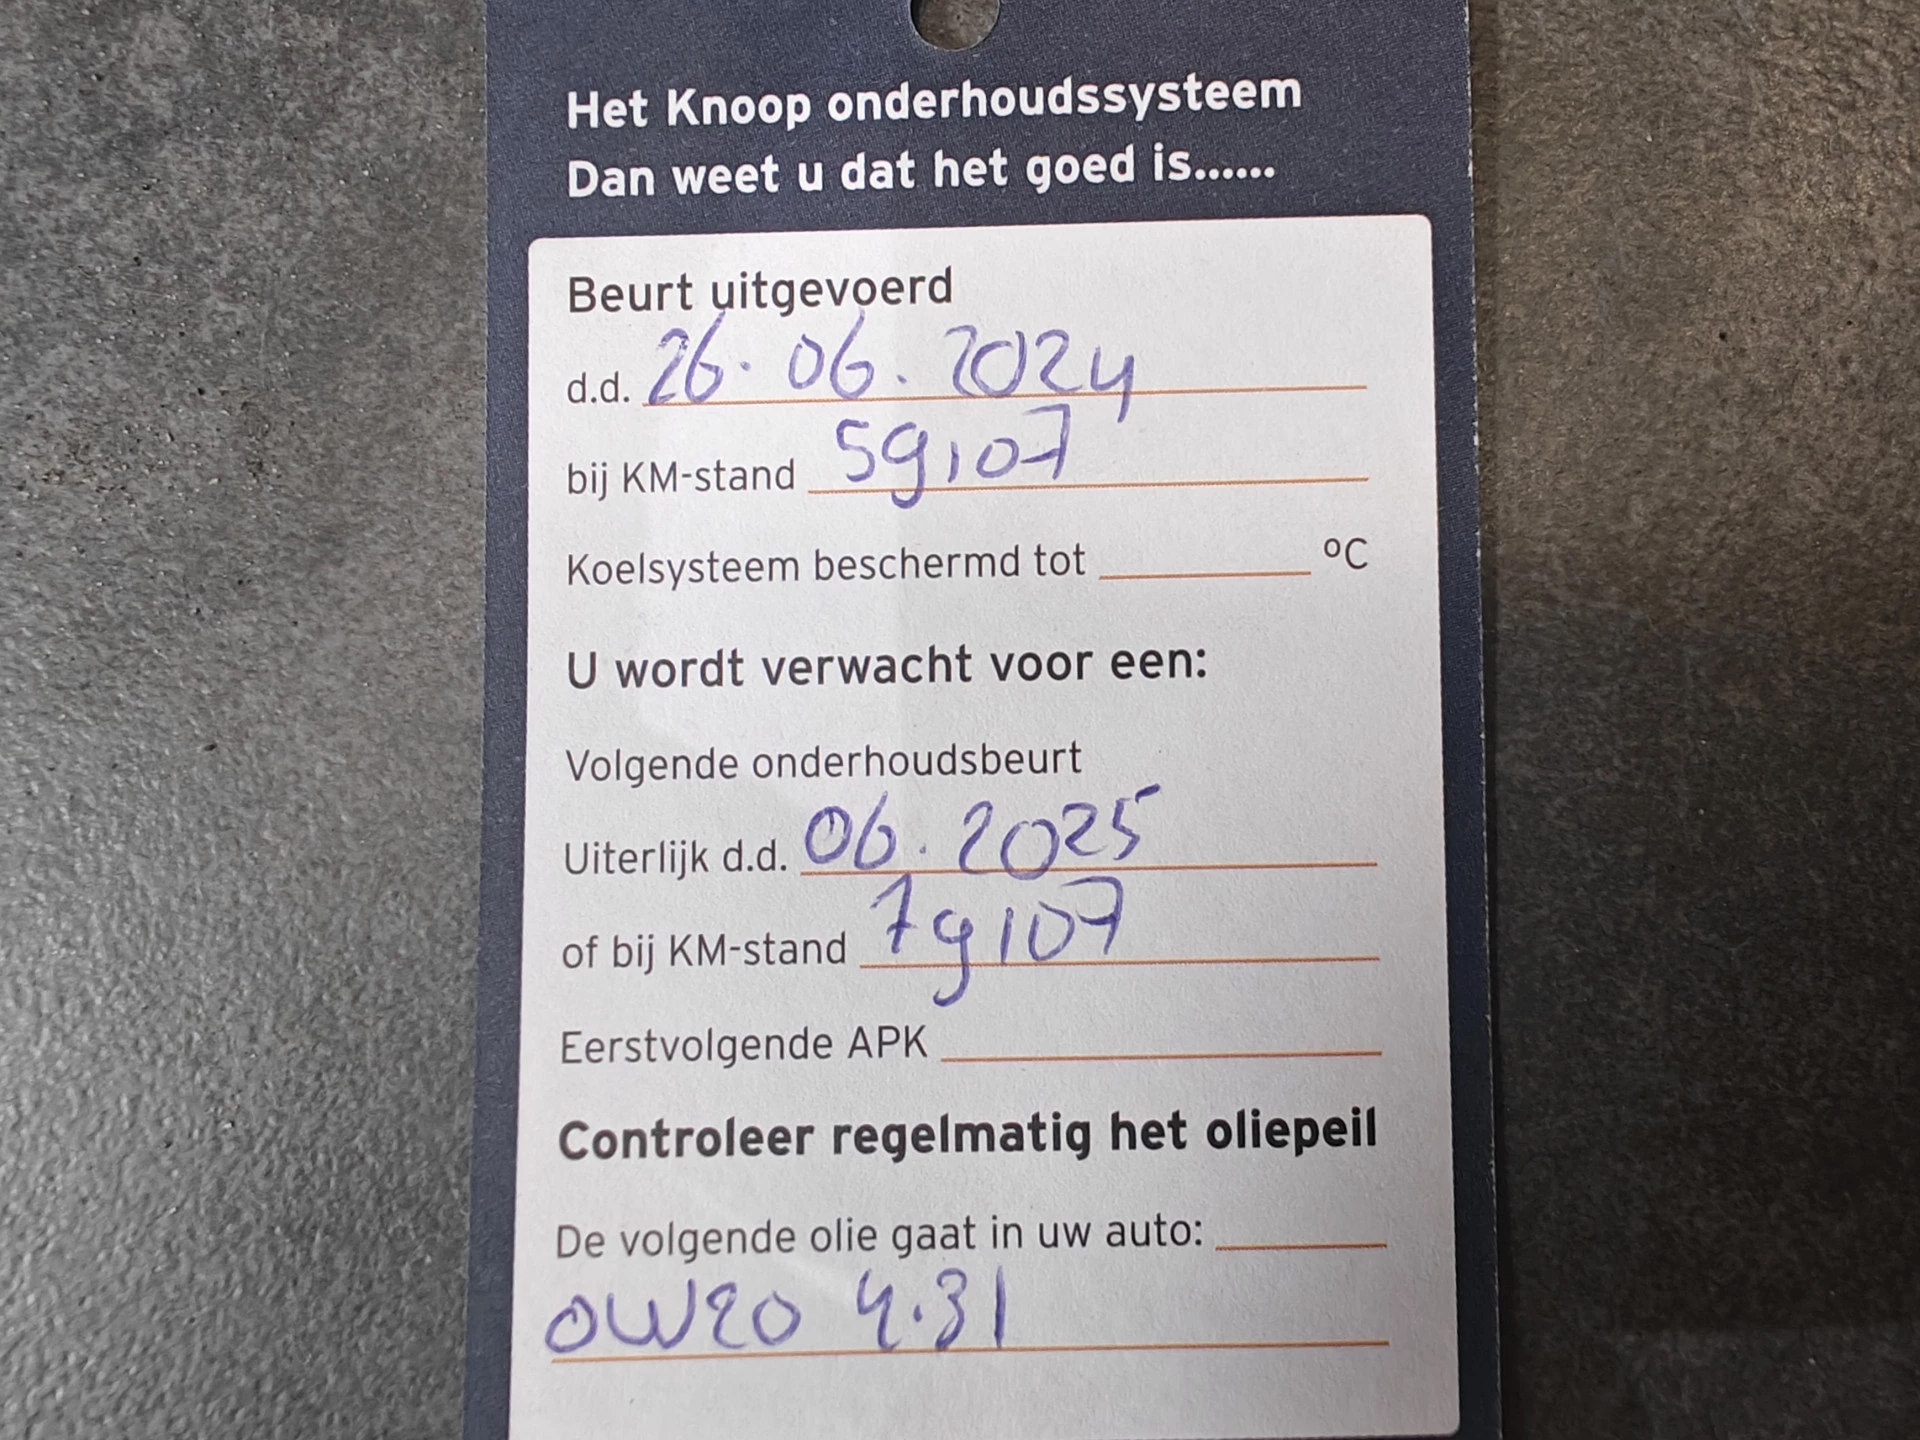 Het Knoop onderhoudssysteem
Dan weet u dat het goed is......
Beurt uitgevoerd
d.d. 26.06.2024
bij KM-stand 59107
Koelsysteem beschermd tot ______ °C
U wordt verwacht voor een:
Volgende onderhoudsbeurt
Uiterlijk d.d. 06.2025
of bij KM-stand 79107
Eerstvolgende APK
Controleer regelmatig het oliepeil
De volgende olie gaat in uw auto:
0W20 4.3l